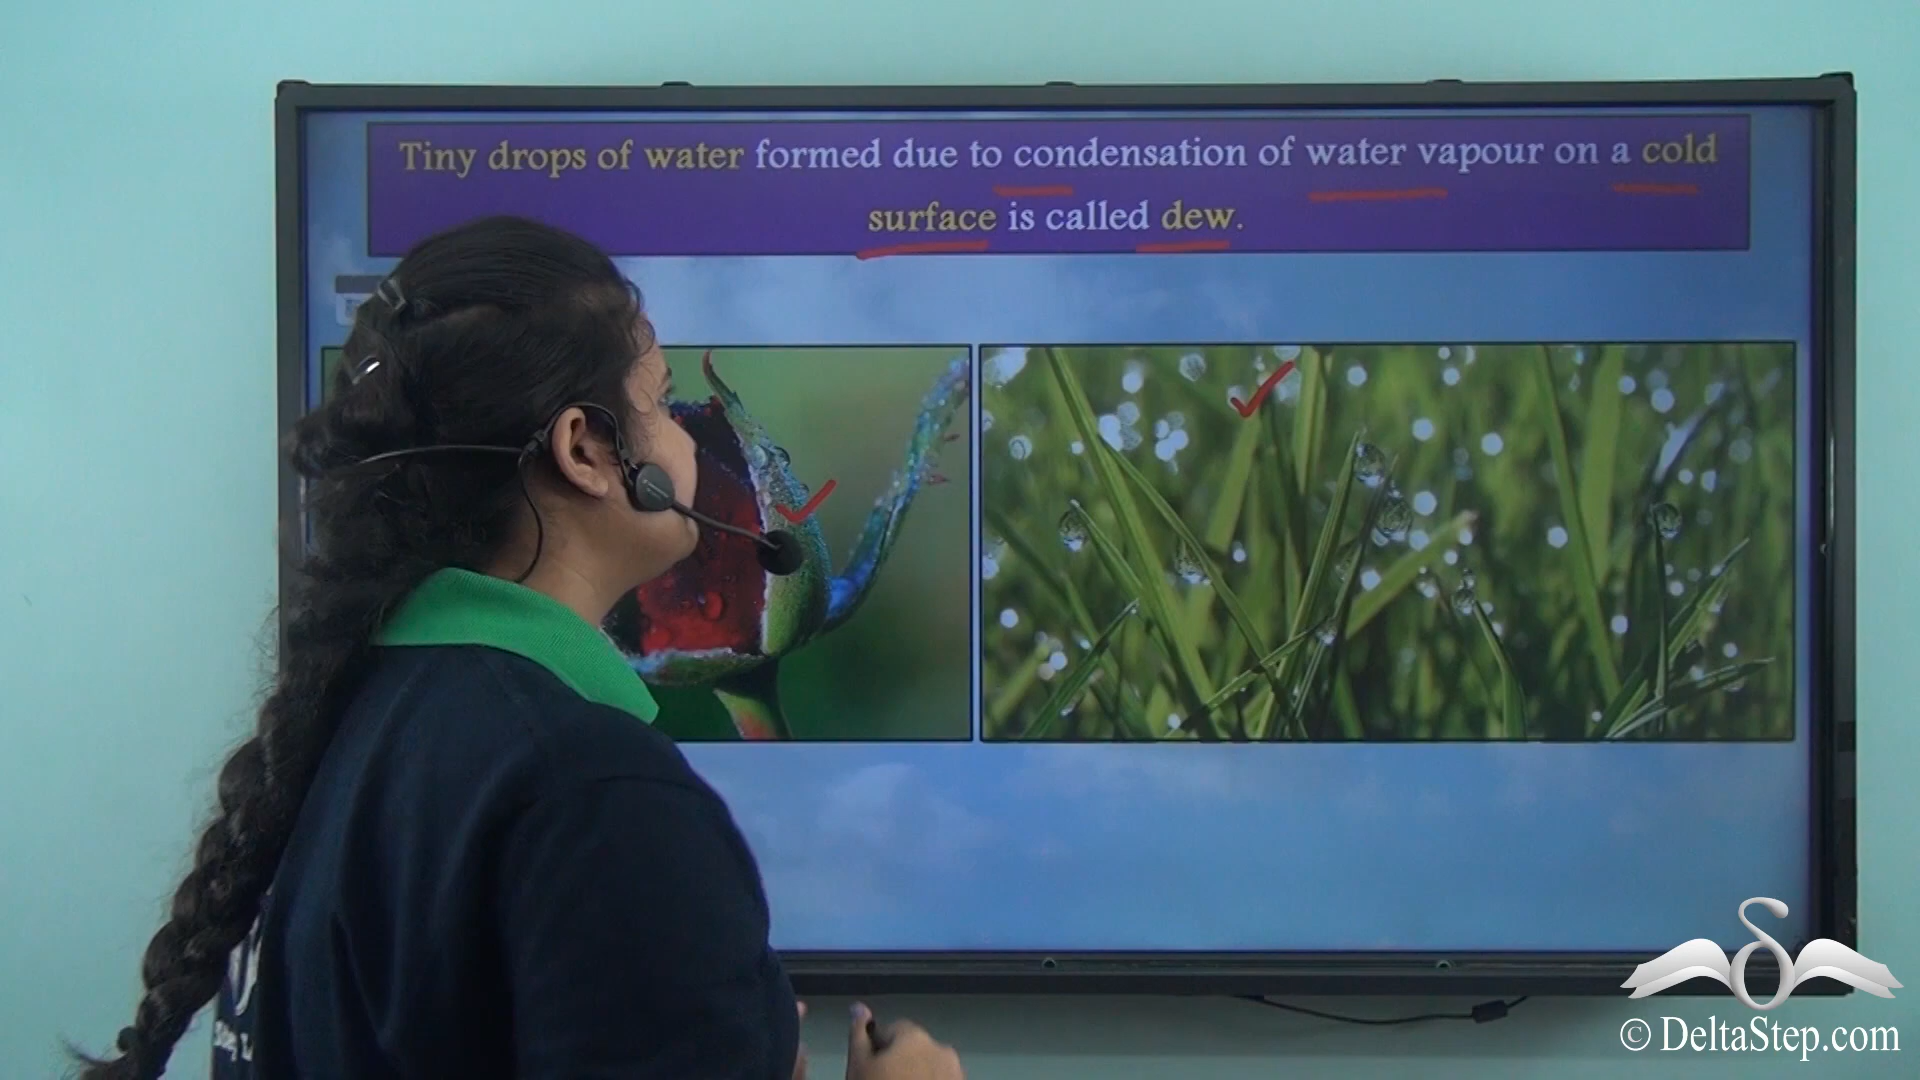 Tiny drops of water formed due to condensation of water vapour on a cold
surface is called dew.
© DeltaStep.com